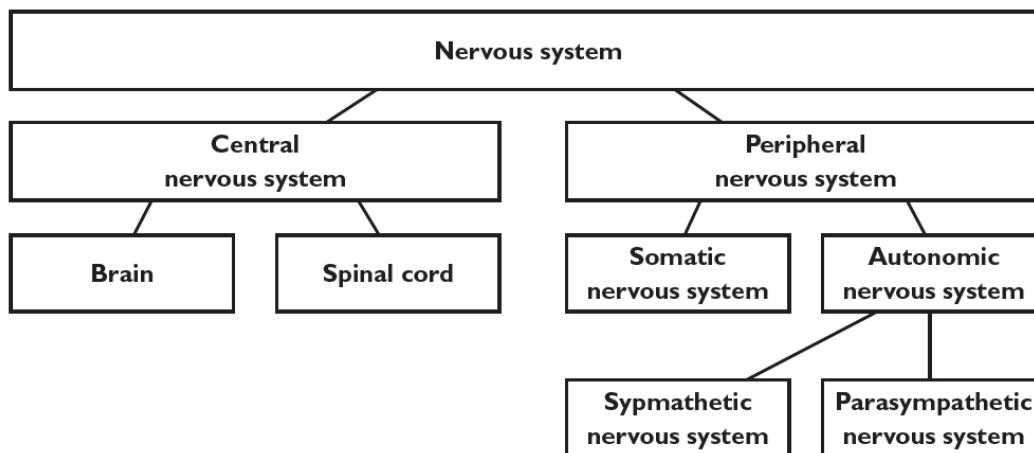 Nervous system
Central
nervous system
Peripheral
nervous system
Brain
Spinal cord
Somatic
nervous system
Autonomic
nervous system
Sypmathetic
nervous system
Parasympathetic
nervous system